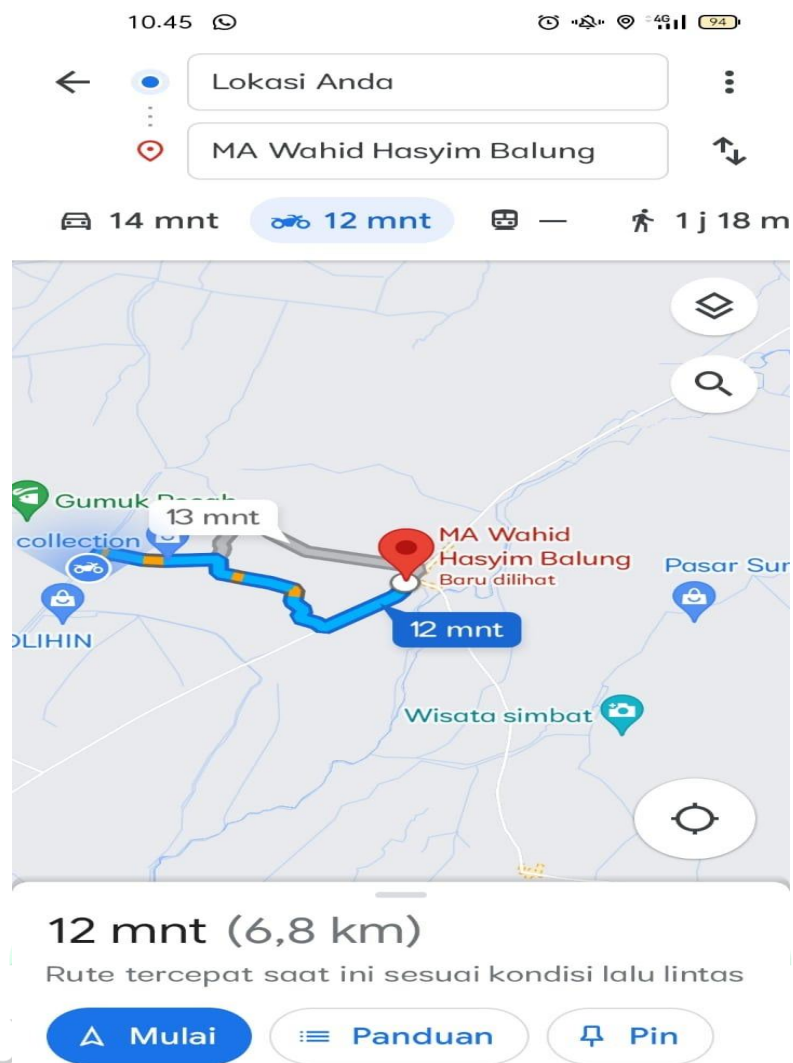 10.45
4G 94
Lokasi Anda
MA Wahid Hasyim Balung
14 mnt 12 mnt — 1 j 18 m
Gumuk
13 mnt
collection
MA Wahid
Hasyim Balung
Baru dilihat
Pasar Sur
OLIHIN
12 mnt
Wisata simbat
12 mnt (6,8 km)
Rute tercepat saat ini sesuai kondisi lalu lintas
Mulai Panduan Pin